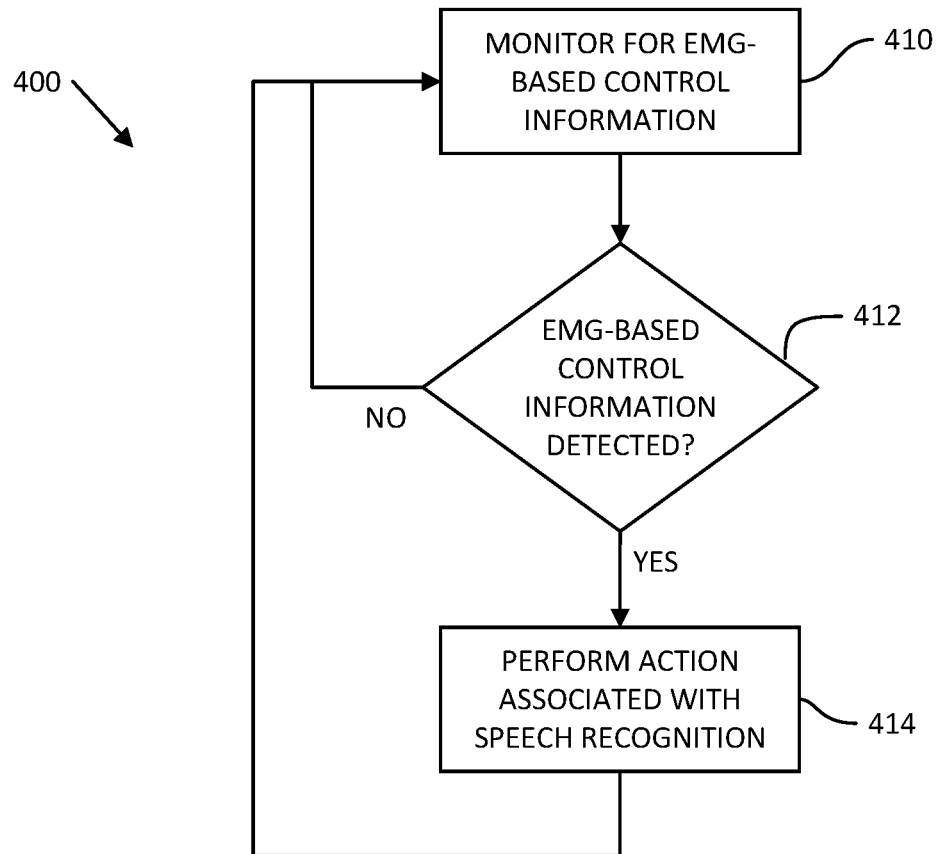 MONITOR FOR EMG-
BASED CONTROL
INFORMATION
410
400
EMG-BASED
CONTROL
INFORMATION
DETECTED?
412
NO
YES
PERFORM ACTION
ASSOCIATED WITH
SPEECH RECOGNITION
414